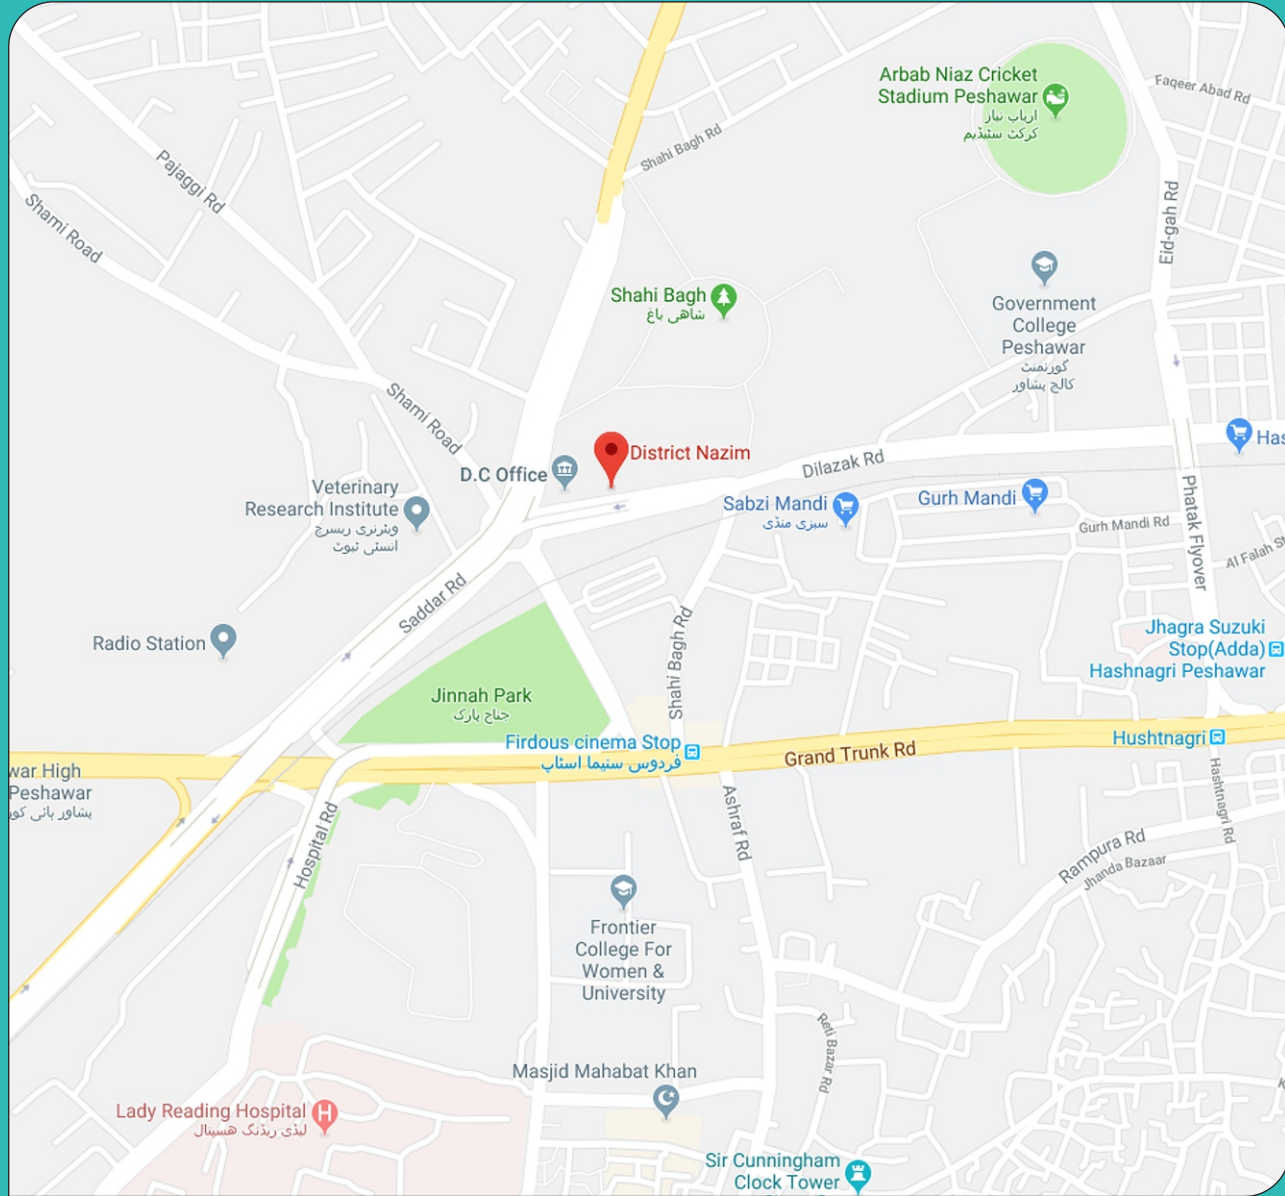 Arbab Niaz Cricket
Stadium Peshawar
ارباب نیاز
کرکٹ سٹیڈیم
Faqeer Abad Rd
Shahi Bagh Rd
Pajaggi Rd
Shami Road
Eid-gah Rd
Shahi Bagh
شاهی باغ
Government
College
Peshawar
گورنمنٹ
کالج پشاور
Shami Road
District Nazim
D.C Office
Dilazak Rd
Has
Veterinary
Research Institute
ویٹرنری ریسرچ
انسٹی ٹیوٹ
Sabzi Mandi
سبزی منڈی
Gurh Mandi
Gurh Mandi Rd
Phatak Flyover
Al Falah St
Saddar Rd
Radio Station
Shahi Bagh Rd
Jhagra Suzuki
Stop(Adda)
Hashnagri Peshawar
Jinnah Park
جناح پارک
Firdous cinema Stop
فردوس سنیما اسٹاپ
Grand Trunk Rd
Hushtnagri
war High
Peshawar
پشاور ہائی کور
Hospital Rd
Ashraf Rd
Hashtnagri Rd
Rampura Rd
Jhanda Bazaar
Frontier
College For
Women &
University
Reti Bazar Rd
Masjid Mahabat Khan
Lady Reading Hospital
لیڈی ریڈنگ هسپتال
Sir Cunningham
Clock Tower